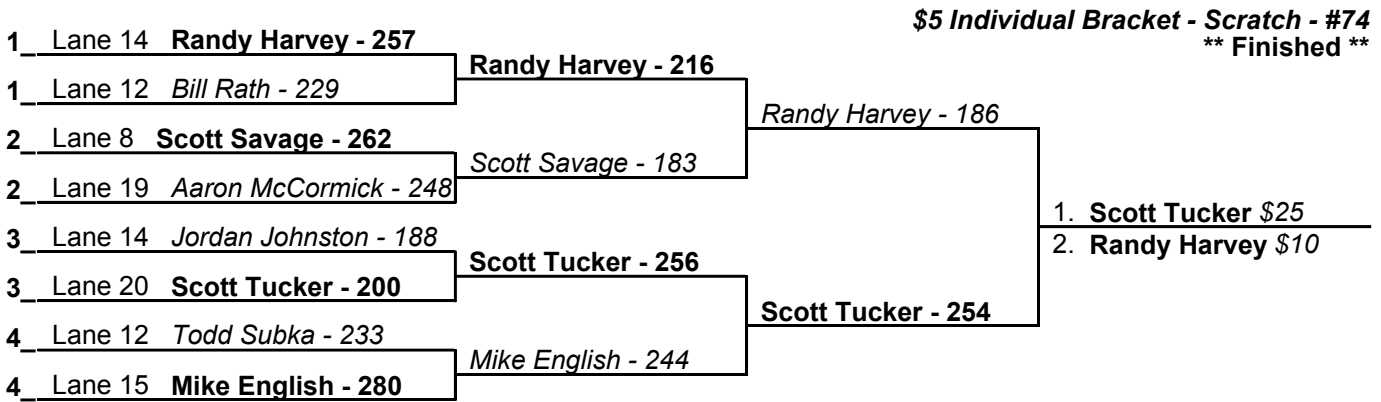 $5 Individual Bracket - Scratch - #74
** Finished **
1_ Lane 14 Randy Harvey - 257
1_ Lane 12 Bill Rath - 229
2_ Lane 8 Scott Savage - 262
2_ Lane 19 Aaron McCormick - 248
3_ Lane 14 Jordan Johnston - 188
3_ Lane 20 Scott Tucker - 200
4_ Lane 12 Todd Subka - 233
4_ Lane 15 Mike English - 280
Randy Harvey - 216
Scott Savage - 183
Scott Tucker - 256
Mike English - 244
Randy Harvey - 186
Scott Tucker - 254
1. Scott Tucker $25
2. Randy Harvey $10